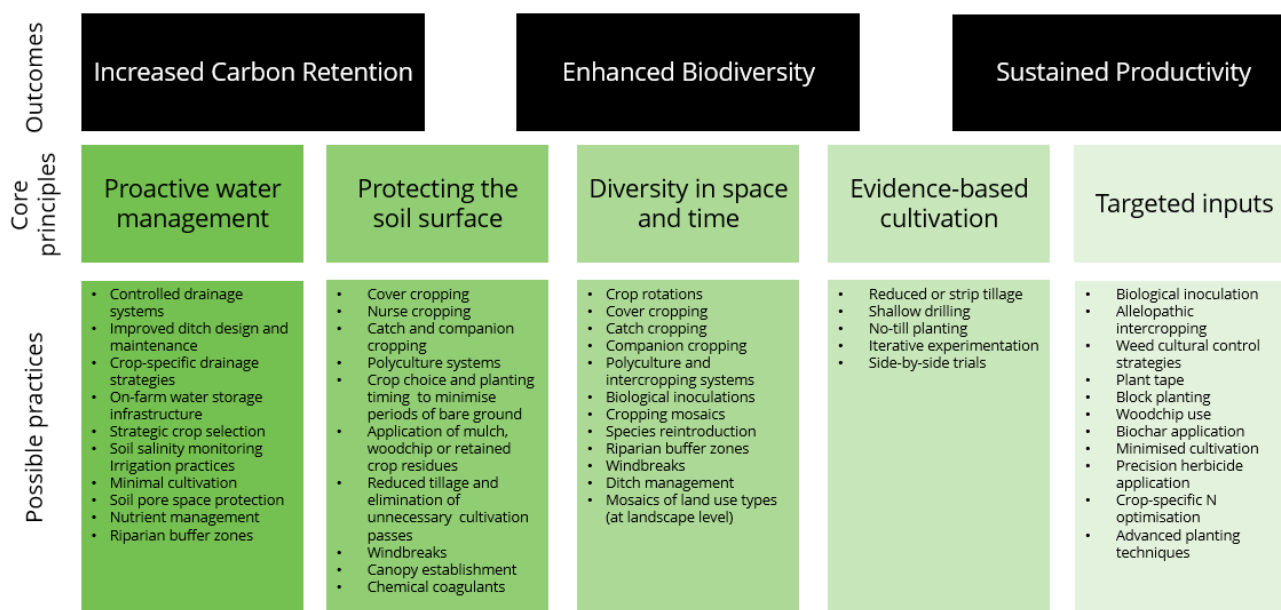 Outcomes
Increased Carbon Retention
Enhanced Biodiversity
Sustained Productivity
Core
principles
Proactive water
management
Protecting the
soil surface
Diversity in space
and time
Evidence-based
cultivation
Targeted inputs
Possible practices
• Controlled drainage
systems
• Improved ditch design and
maintenance
• Crop-specific drainage
strategies
• On-farm water storage
infrastructure
• Strategic crop selection
• Soil salinity monitoring
Irrigation practices
• Minimal cultivation
• Soil pore space protection
• Nutrient management
• Riparian buffer zones
• Cover cropping
• Nurse cropping
• Catch and companion
cropping
• Polyculture systems
• Crop choice and planting
timing to minimise
periods of bare ground
• Application of mulch,
woodchip or retained
crop residues
• Reduced tillage and
elimination of
unnecessary cultivation
passes
• Windbreaks
• Canopy establishment
• Chemical coagulants
• Crop rotations
• Cover cropping
• Catch cropping
• Companion cropping
• Polyculture and
intercropping systems
• Biological inoculations
• Cropping mosaics
• Species reintroduction
• Riparian buffer zones
• Windbreaks
• Ditch management
• Mosaics of land use types
(at landscape level)
• Reduced or strip tillage
• Shallow drilling
• No-till planting
• Iterative experimentation
• Side-by-side trials
• Biological inoculation
• Allelopathic
intercropping
• Weed cultural control
strategies
• Plant tape
• Block planting
• Woodchip use
• Biochar application
• Minimised cultivation
• Precision herbicide
application
• Crop-specific N
optimisation
• Advanced planting
techniques